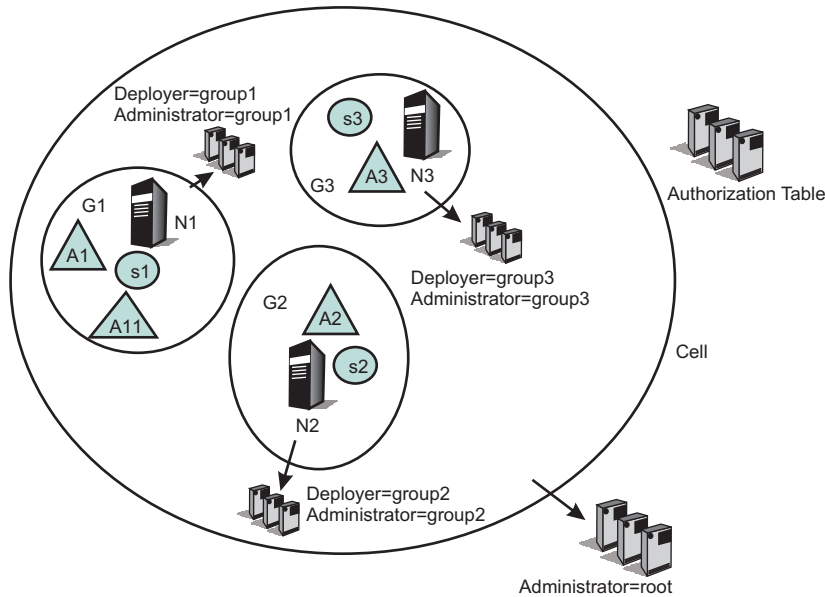 Deployer=group1
Administrator=group1
s3
G3
A3
N3
Authorization Table
G1
N1
A1
s1
A11
Deployer=group3
Administrator=group3
G2
A2
s2
N2
Cell
Deployer=group2
Administrator=group2
Administrator=root